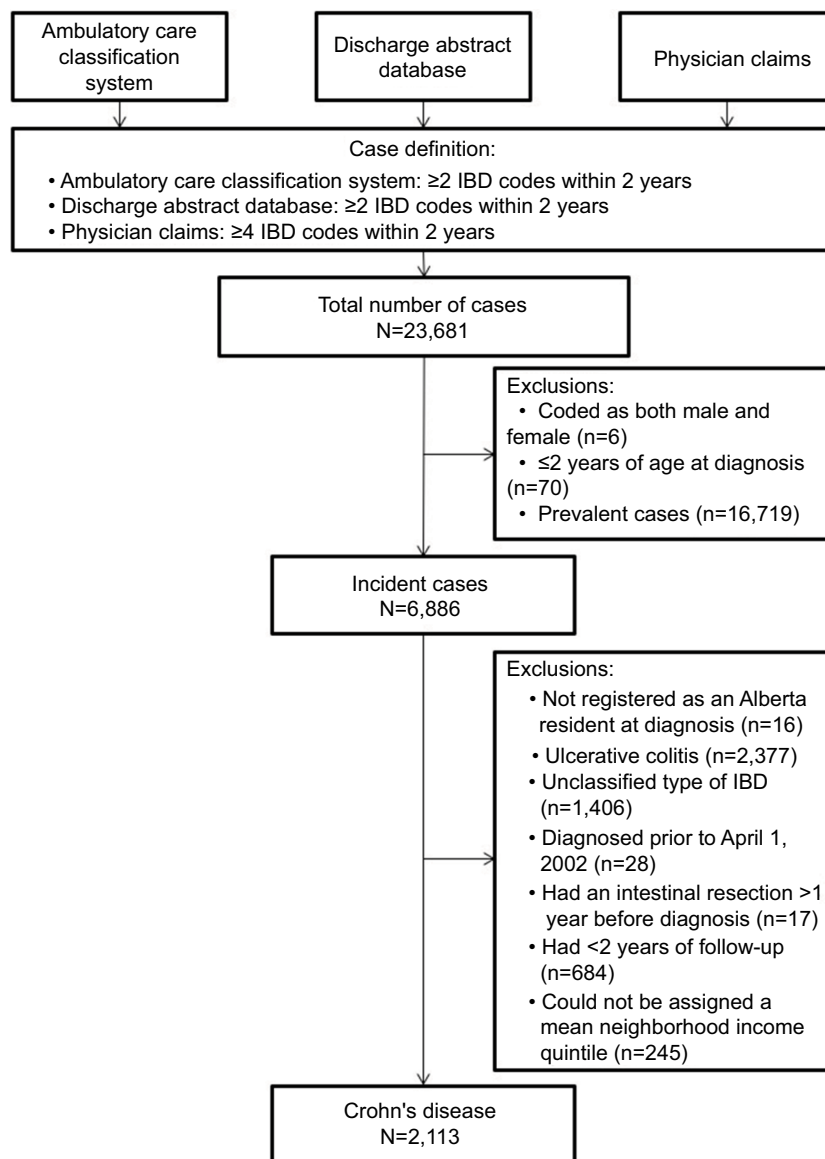 Ambulatory care
classification
system
Discharge abstract
database
Physician claims
Case definition:
• Ambulatory care classification system: ≥2 IBD codes within 2 years
• Discharge abstract database: ≥2 IBD codes within 2 years
• Physician claims: ≥4 IBD codes within 2 years
Total number of cases
N=23,681
Exclusions:
• Coded as both male and
female (n=6)
• ≤2 years of age at diagnosis
(n=70)
• Prevalent cases (n=16,719)
Incident cases
N=6,886
Exclusions:
• Not registered as an Alberta
resident at diagnosis (n=16)
• Ulcerative colitis (n=2,377)
• Unclassified type of IBD
(n=1,406)
• Diagnosed prior to April 1,
2002 (n=28)
• Had an intestinal resection >1
year before diagnosis (n=17)
• Had <2 years of follow-up
(n=684)
• Could not be assigned a
mean neighborhood income
quintile (n=245)
Crohn's disease
N=2,113